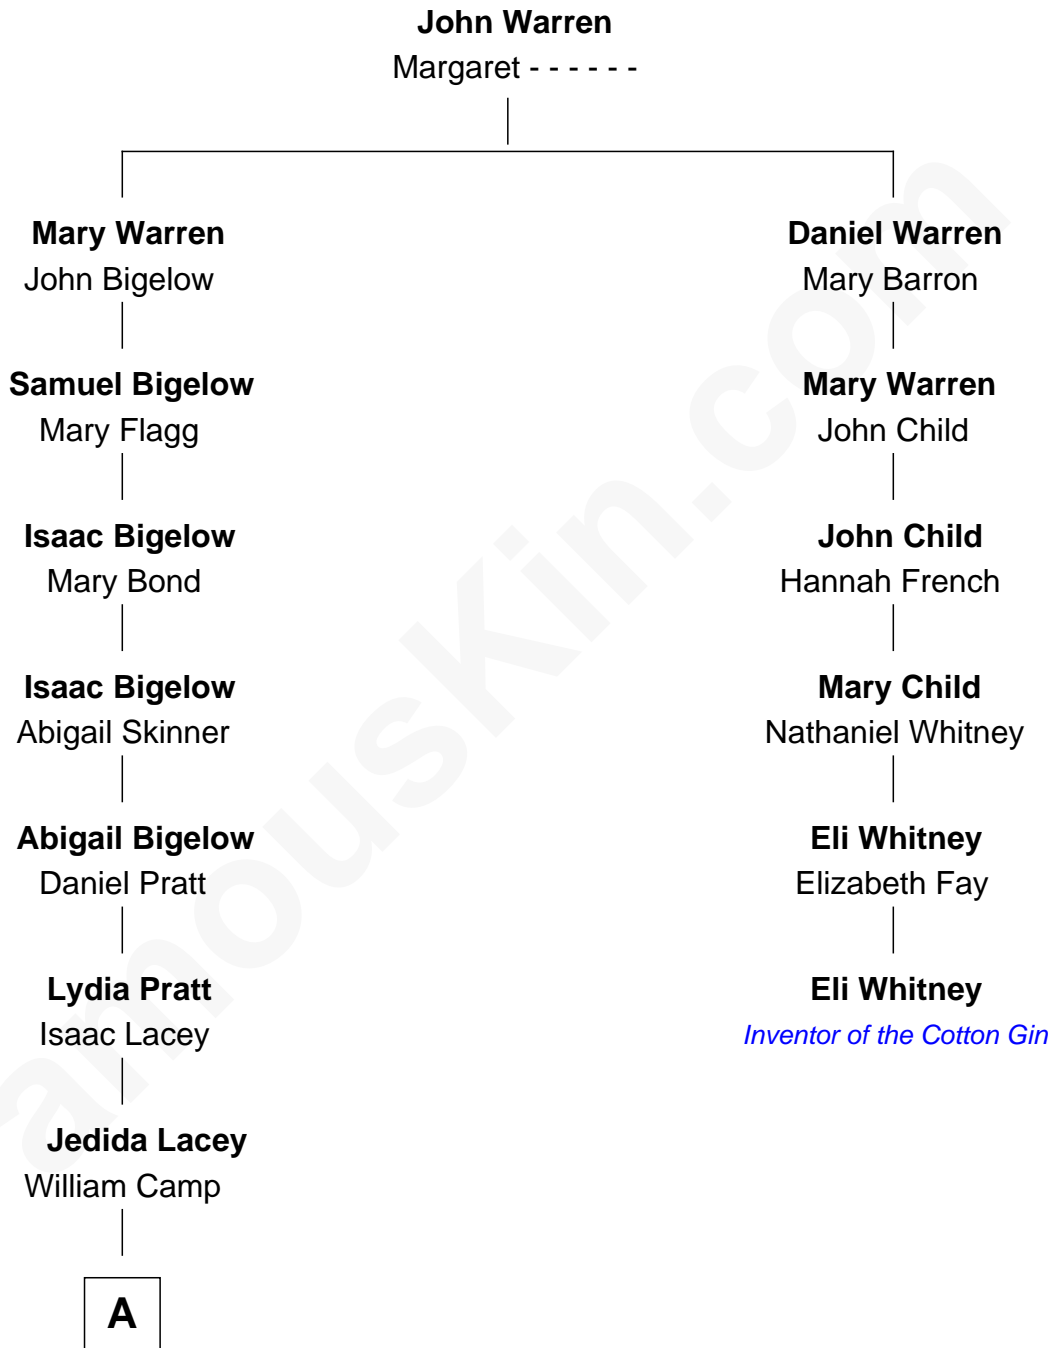 John Warren
Margaret - - - - - -
Mary Warren
John Bigelow
Samuel Bigelow
Mary Flagg
Isaac Bigelow
Mary Bond
Isaac Bigelow
Abigail Skinner
Abigail Bigelow
Daniel Pratt
Lydia Pratt
Isaac Lacey
Jedida Lacey
William Camp
A
Daniel Warren
Mary Barron
Mary Warren
John Child
John Child
Hannah French
Mary Child
Nathaniel Whitney
Eli Whitney
Elizabeth Fay
Eli Whitney
Inventor of the Cotton Gin
amouskin.com